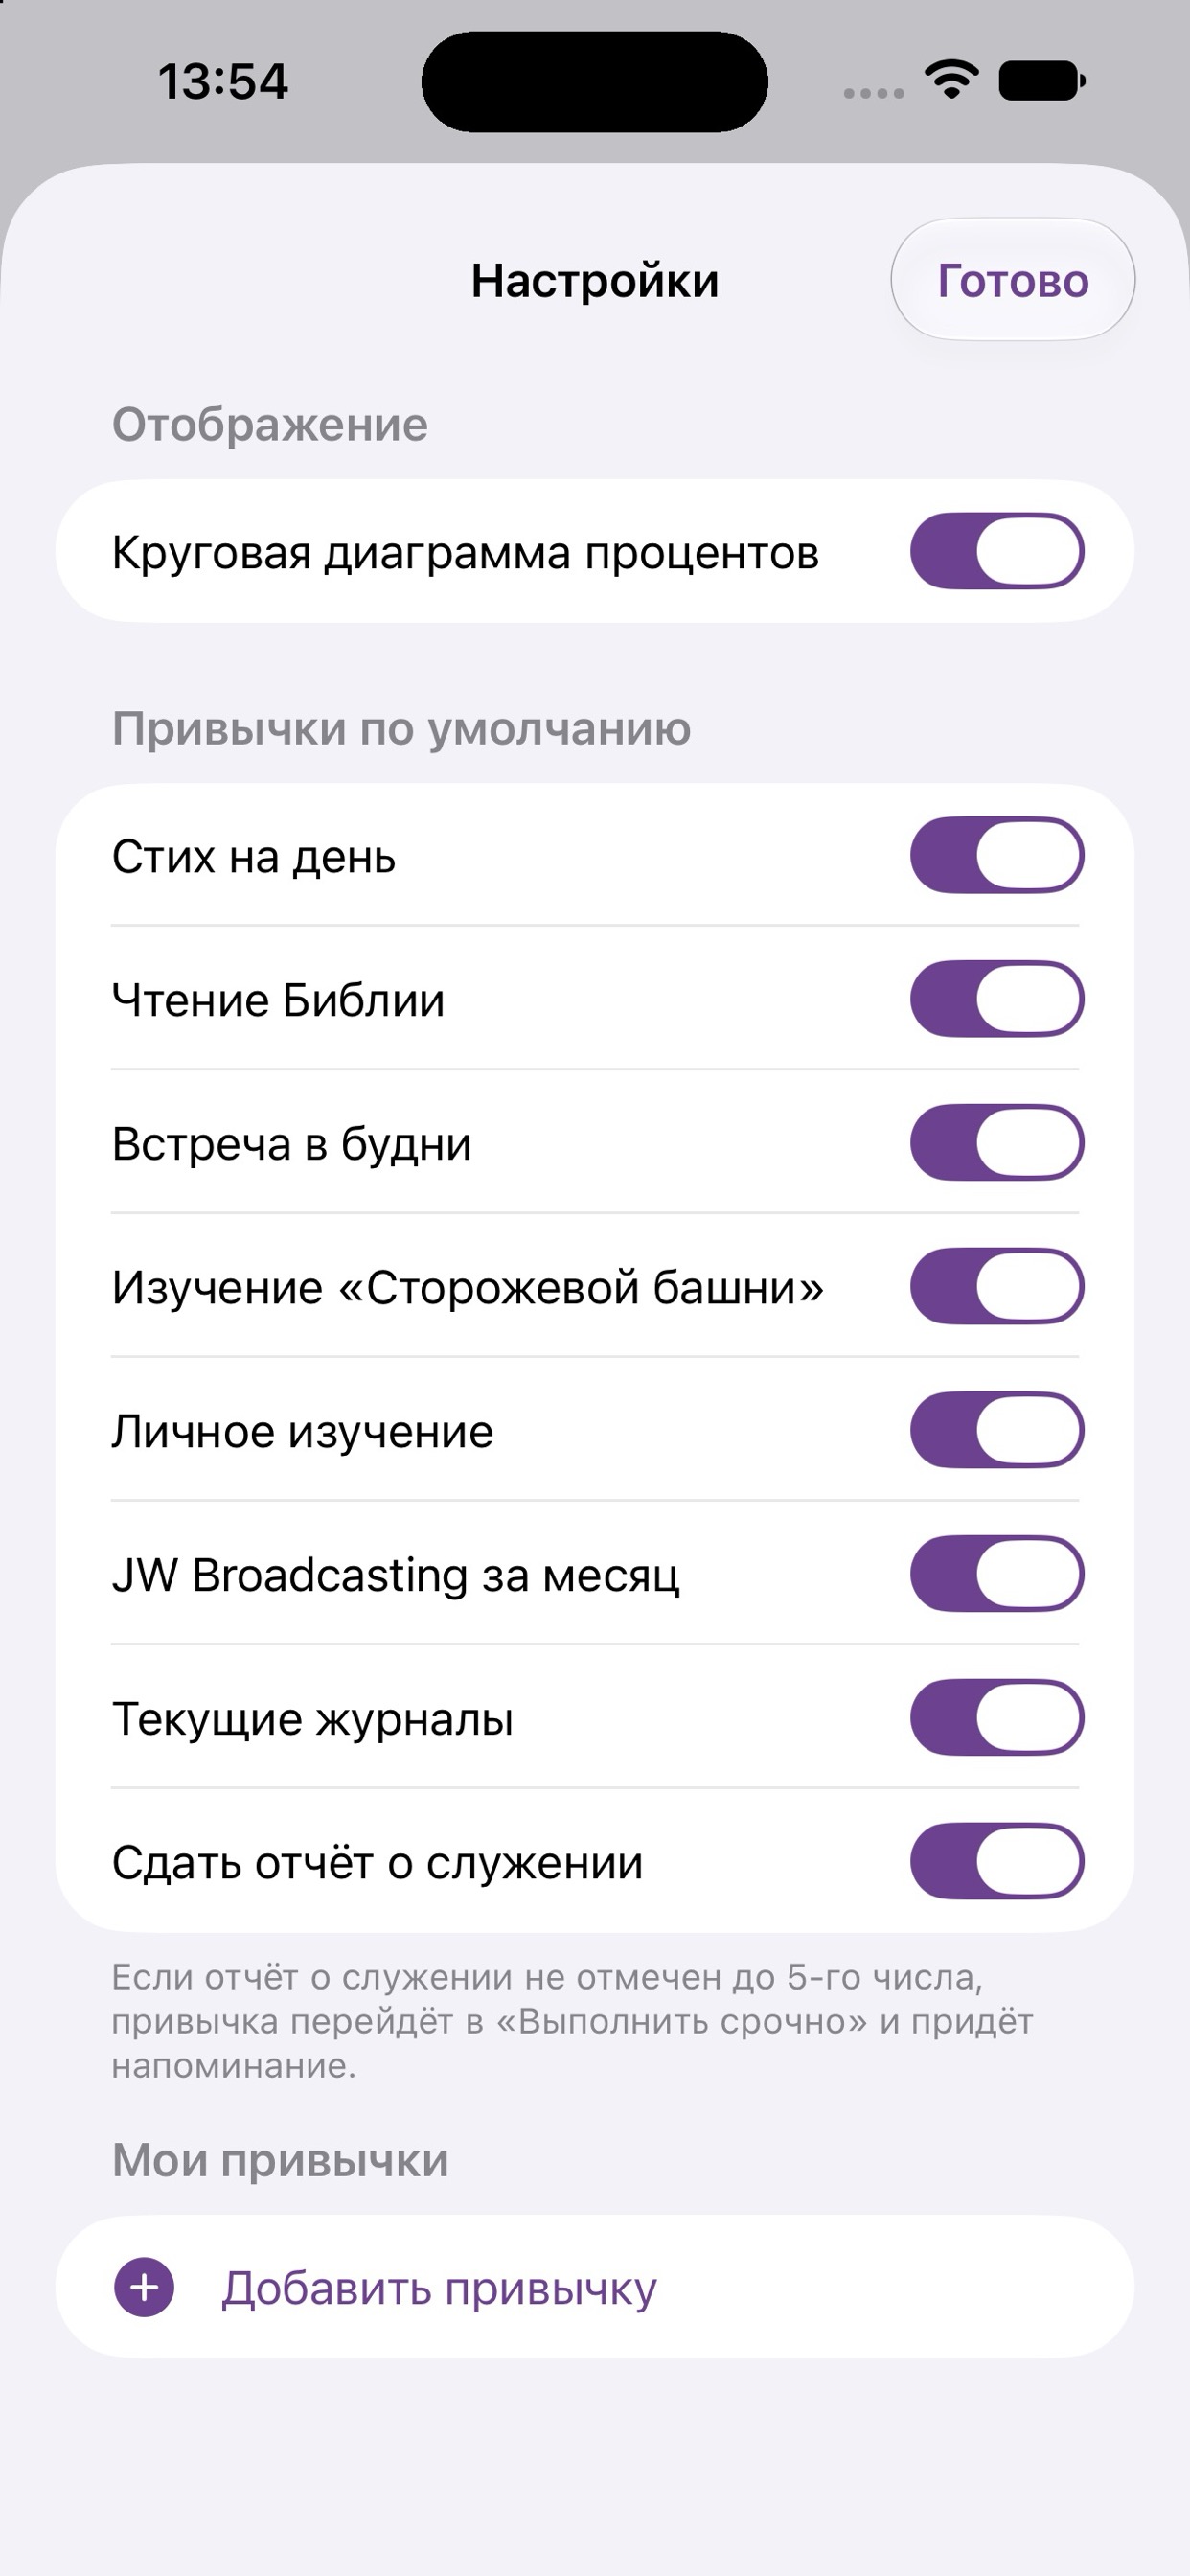 13:54
Настройки
Готово
Отображение
Круговая диаграмма процентов
Привычки по умолчанию
Стих на день
Чтение Библии
Встреча в будни
Изучение «Сторожевой башни»
Личное изучение
JW Broadcasting за месяц
Текущие журналы
Сдать отчёт о служении
Если отчёт о служении не отмечен до 5-го числа,
привычка перейдёт в «Выполнить срочно» и придёт
напоминание.
Мои привычки
Добавить привычку